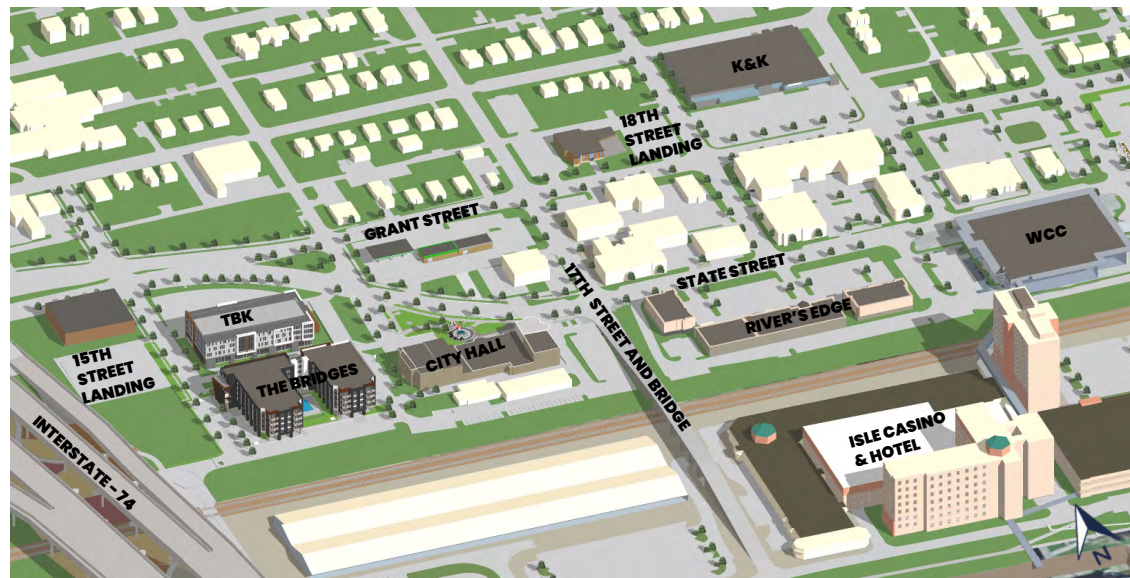 K&K
18TH
STREET
LANDING
GRANT STREET
WCC
STATE STREET
17TH STREET AND BRIDGE
TBK
RIVER'S EDGE
CITY HALL
15TH
STREET
LANDING
THE BRIDGES
ISLE CASINO
& HOTEL
INTERSTATE - 74
N